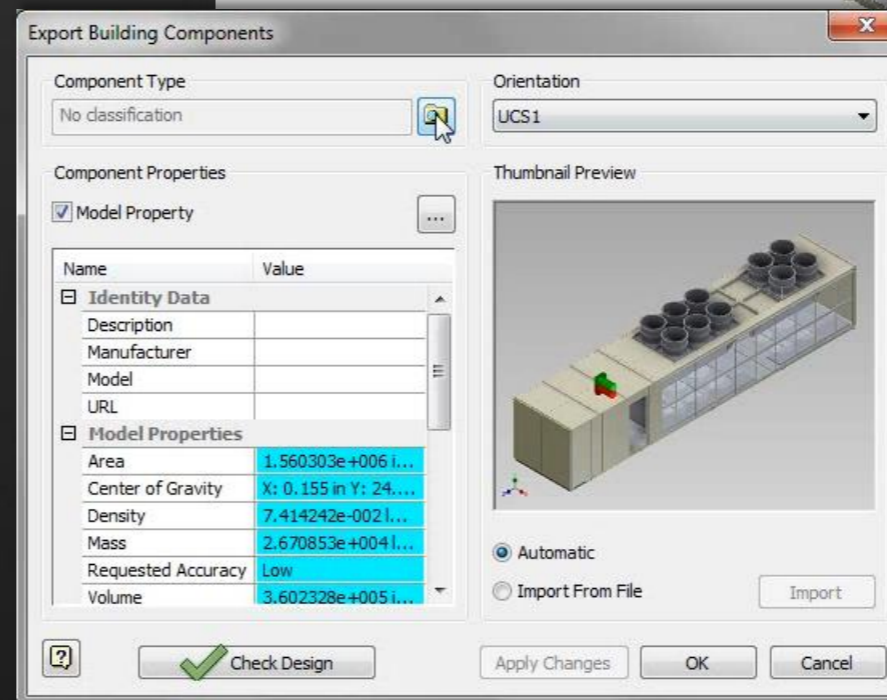 Export Building Components
Component Type
No classification
Orientation
UCS1
Component Properties
Model Property
...
Name Value
Identity Data
Description
Manufacturer
Model
URL
Model Properties
Area 1.560303e+006 i...
Center of Gravity X: 0.155 in Y: 24....
Density 7.414242e-002 l...
Mass 2.670853e+004 l...
Requested Accuracy Low
Volume 3.602328e+005 i...
Thumbnail Preview
Automatic
Import From File
Import
?
Check Design
Apply Changes
OK
Cancel